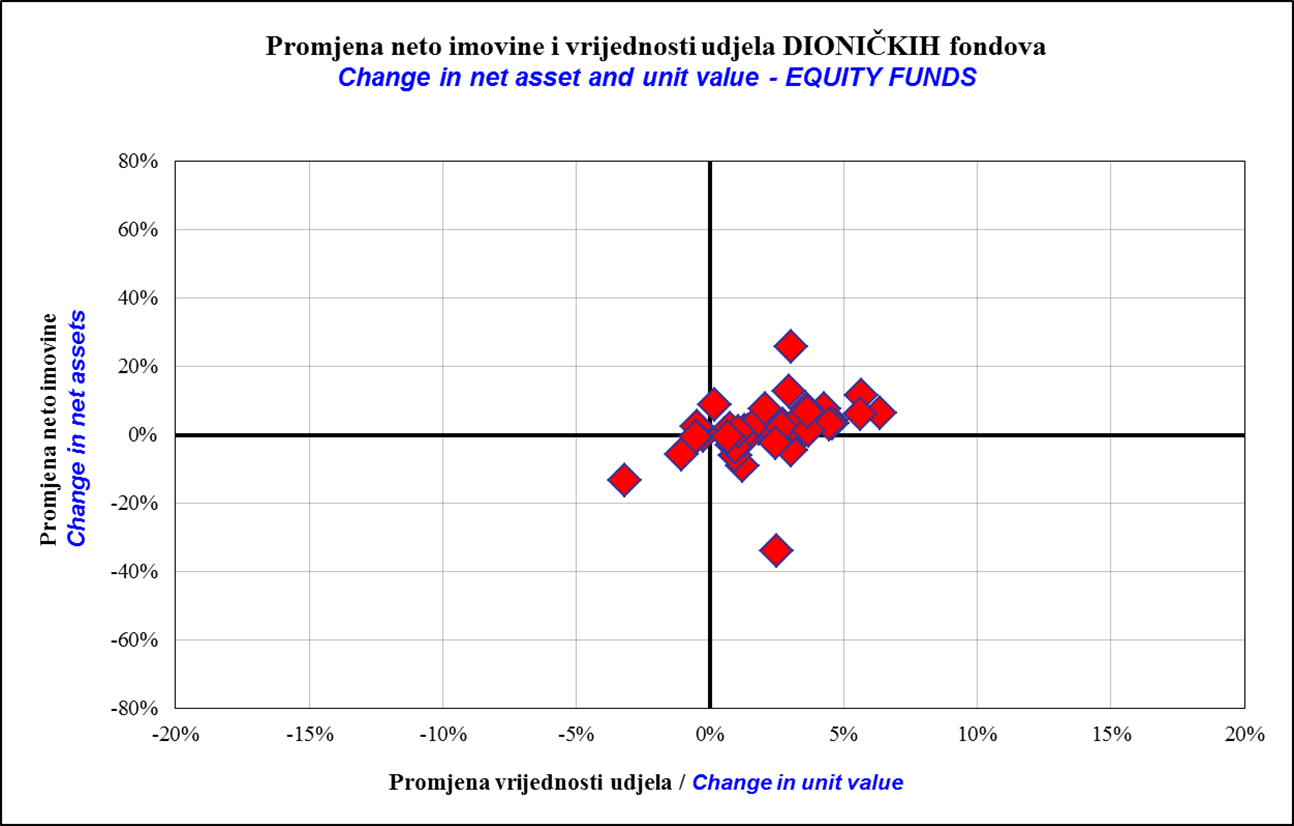 Promjena neto imovine i vrijednosti udjela DIONIČKIH fondova
Change in net asset and unit value - EQUITY FUNDS
Promjena neto imovine
Change in net assets
80%
60%
40%
20%
0%
-20%
-40%
-60%
-80%
-20% -15% -10% -5% 0% 5% 10% 15% 20%
Promjena vrijednosti udjela / Change in unit value